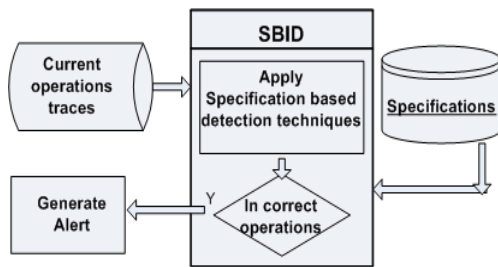 SBID
Current
operations
traces
Apply
Specification based
detection techniques
Specifications
In correct
operations
Y
Generate
Alert